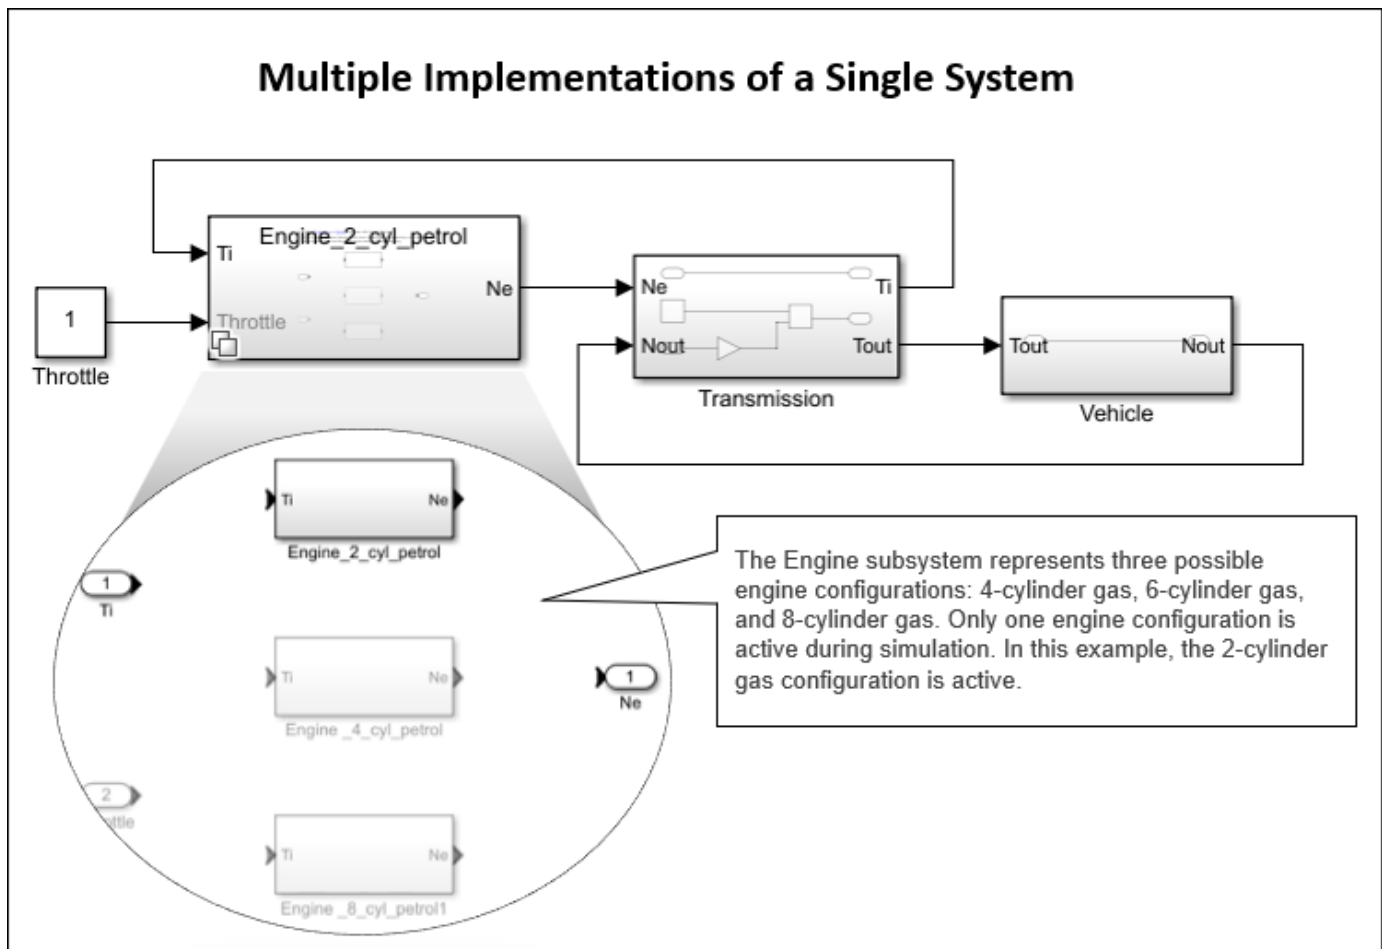 Multiple Implementations of a Single System
Engine_2_cyl_petrol
Ti
Ne
Throttle
1
Throttle
Ne
Ti
Nout
Tout
Transmission
Tout
Nout
Vehicle
Ti
Ne
Engine_2_cyl_petrol
1
Ti
Ti
Ne
Engine _4_cyl_petrol
1
Ne
2
ottle
Ti
Ne
Engine _8_cyl_petrol1
The Engine subsystem represents three possible
engine configurations: 4-cylinder gas, 6-cylinder gas,
and 8-cylinder gas. Only one engine configuration is
active during simulation. In this example, the 2-cylinder
gas configuration is active.